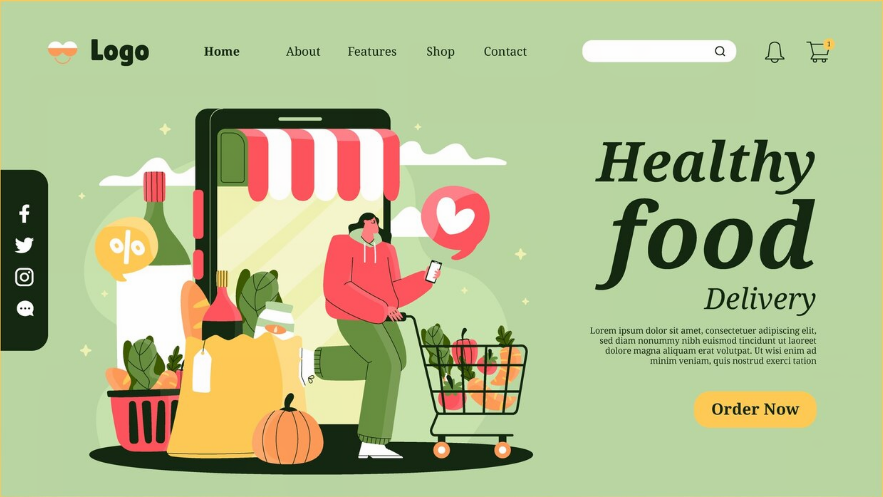 Logo
Home About Features Shop Contact
1
%
Healthy
food
Delivery
Lorem ipsum dolor sit amet, consectetuer adipiscing elit,
sed diam nonummy nibh euismod tincidunt ut laoreet
dolore magna aliquam erat volutpat. Ut wisi enim ad
minim veniam, quis nostrud exerci tation
Order Now